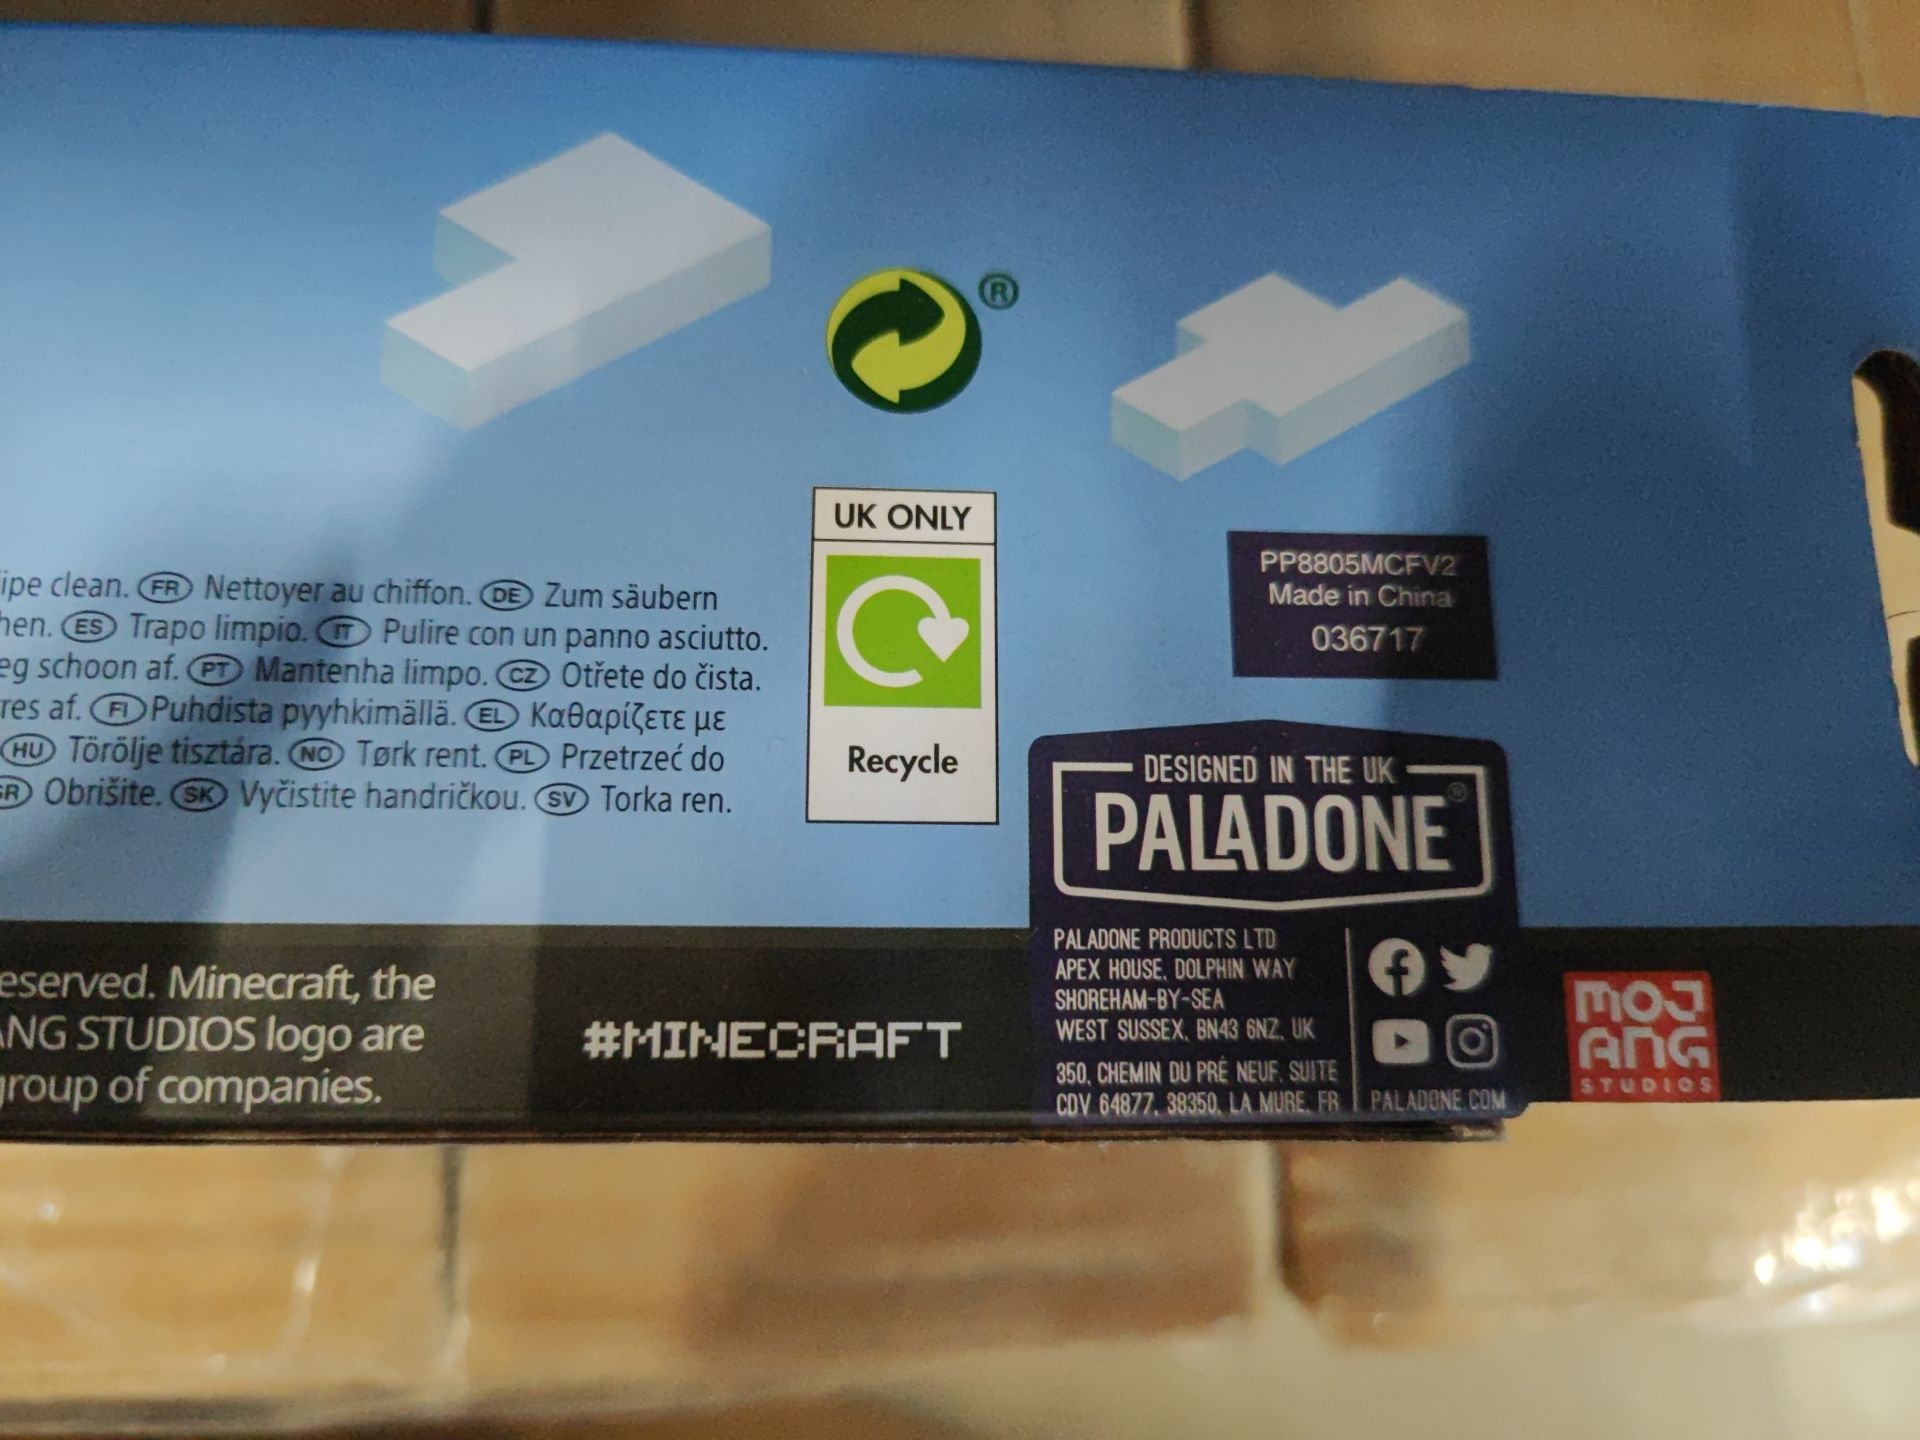 ®
UK ONLY
Recycle
ipe clean. FR Nettoyer au chiffon. DE Zum säubern
hen. ES Trapo limpio. IT Pulire con un panno asciutto.
eg schoon af. PT Mantenha limpo. CZ Otřete do čista.
res af. FI Puhdista pyyhkimällä. EL Καθαρίζετε με
HU Törölje tisztára. NO Tørk rent. PL Przetrzeć do
GR Obrišite. SK Vyčistite handričkou. SV Torka ren.
PP8805MCFV2
Made in China
036717
DESIGNED IN THE UK
PALADONE®
PALADONE PRODUCTS LTD
APEX HOUSE, DOLPHIN WAY
SHOREHAM-BY-SEA
WEST SUSSEX, BN43 6NZ, UK
350, CHEMIN DU PRÉ NEUF, SUITE
CDV 64877, 38350, LA MURE, FR
PALADONE.COM
eserved. Minecraft, the
ANG STUDIOS logo are
group of companies.
#MINECRAFT
MOJ
ANG
STUDIOS